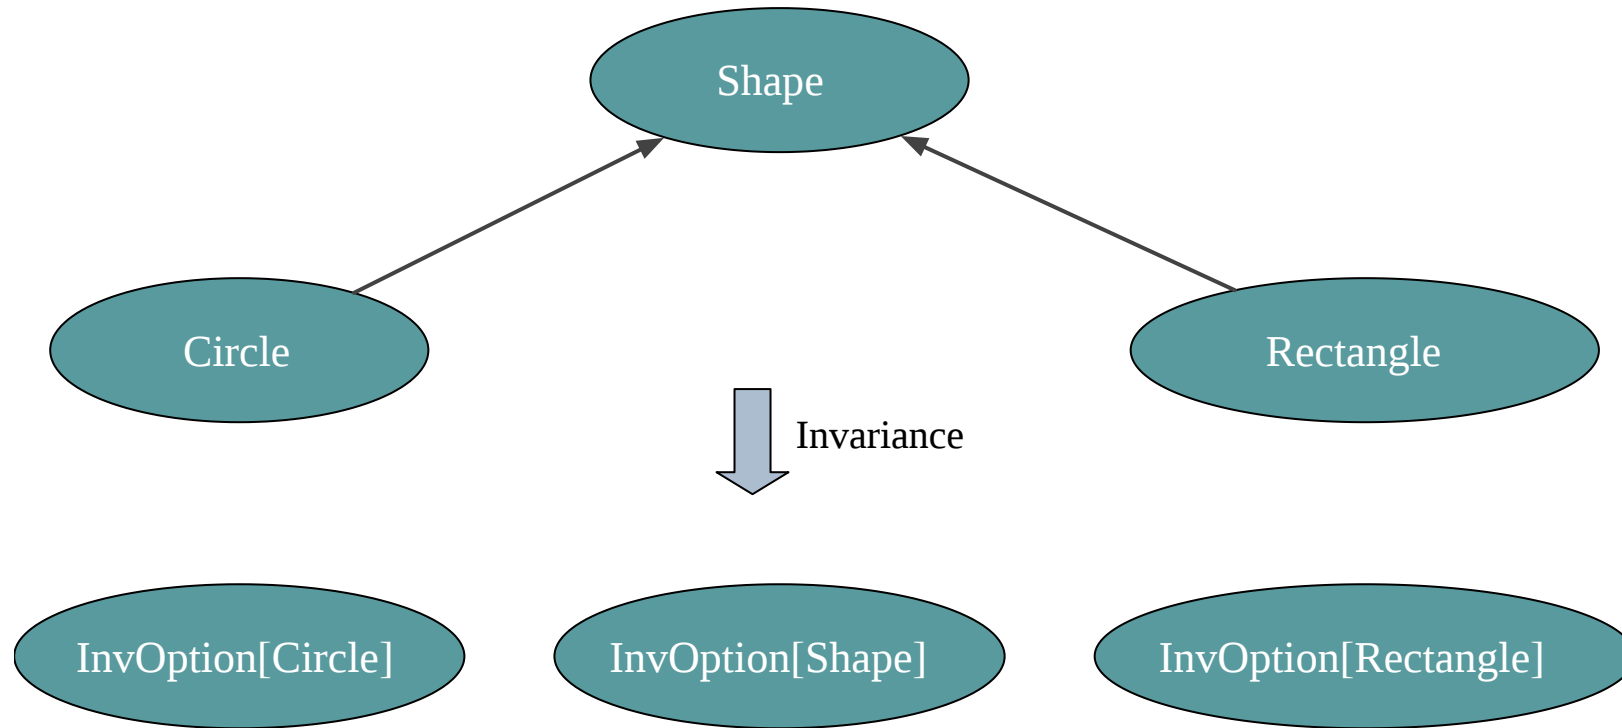 Shape
Circle
Rectangle
Invariance
InvOption[Circle]
InvOption[Shape]
InvOption[Rectangle]